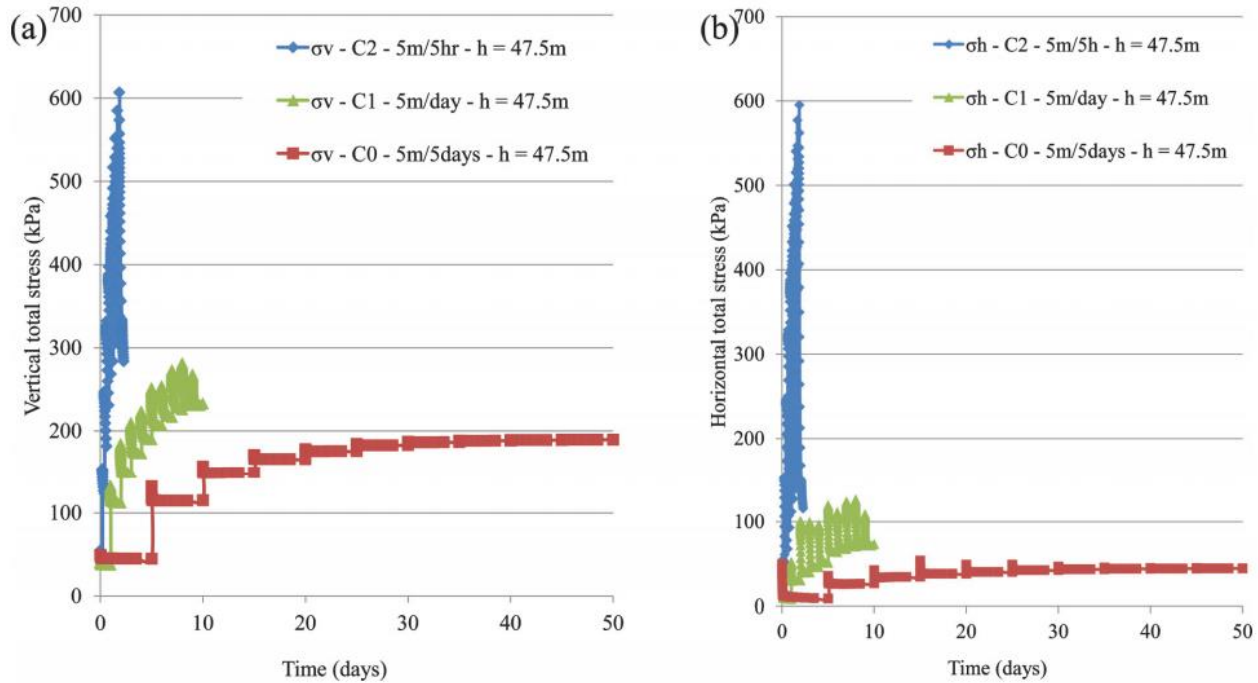 (a)
σv - C2 - 5m/5hr - h = 47.5m
σv - C1 - 5m/day - h = 47.5m
σv - C0 - 5m/5days - h = 47.5m
Vertical total stress (kPa)
700
600
500
400
300
200
100
0
0 10 20 30 40 50
Time (days)
(b)
σh - C2 - 5m/5h - h = 47.5m
σh - C1 - 5m/day - h = 47.5m
σh - C0 - 5m/5days - h = 47.5m
Horizontal total stress (kPa)
700
600
500
400
300
200
100
0
0 10 20 30 40 50
Time (days)